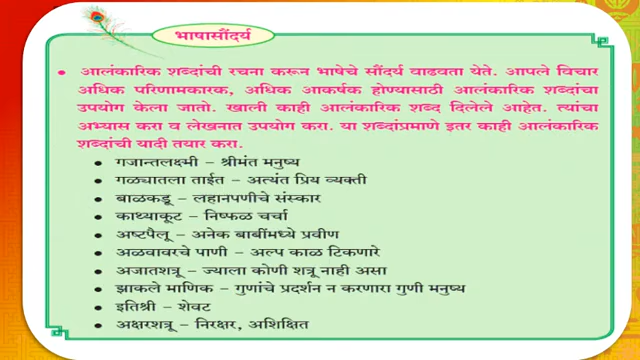 भाषासौंदर्य
• आलंकारिक शब्दांची रचना करून भाषेचे सौंदर्य वाढवता येते. आपले विचार
अधिक परिणामकारक, अधिक आकर्षक होण्यासाठी आलंकारिक शब्दांचा
उपयोग केला जातो. खाली काही आलंकारिक शब्द दिलेले आहेत. त्यांचा
अभ्यास करा व लेखनात उपयोग करा. या शब्दांप्रमाणे इतर काही आलंकारिक
शब्दांची यादी तयार करा.
• गजान्तलक्ष्मी – श्रीमंत मनुष्य
• गळ्यातला ताईत – अत्यंत प्रिय व्यक्ती
• बाळकडू – लहानपणीचे संस्कार
• काथ्याकूट – निष्फळ चर्चा
• अष्टपैलू – अनेक बाबींमध्ये प्रवीण
• अळवावरचे पाणी – अल्प काळ टिकणारे
• अजातशत्रू – ज्याला कोणी शत्रू नाही असा
• झाकले माणिक – गुणांचे प्रदर्शन न करणारा गुणी मनुष्य
• इतिश्री – शेवट
• अक्षरशत्रू – निरक्षर, अशिक्षित